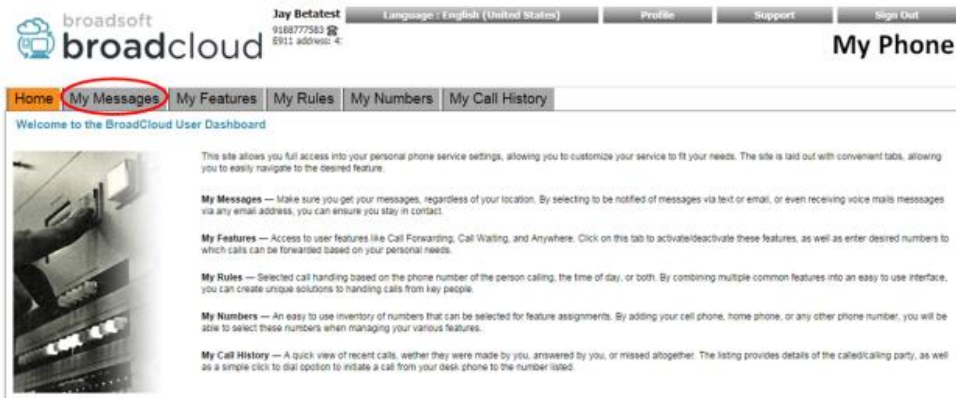 broadsoft
broadcloud
Jay Betatest
9188777583
E911 address: 4:
Language : English (United States)
Profile
Support
Sign Out
My Phone
Home My Messages My Features My Rules My Numbers My Call History
Welcome to the BroadCloud User Dashboard
This site allows you full access into your personal phone service settings, allowing you to customize your service to fit your needs. The site is laid out with convenient tabs, allowing
you to easily navigate to the desired feature.
My Messages — Make sure you get your messages, regardless of your location. By selecting to be notified of messages via text or email, or even receiving voice mails messsages
via any email address, you can ensure you stay in contact.
My Features — Access to user features like Call Forwarding, Call Waiting, and Anywhere. Click on this tab to activate/deactivate these features, as well as enter desired numbers to
which calls can be forwarded based on your personal needs.
My Rules — Selected call handling based on the phone number of the person calling, the time of day, or both. By combining multiple common features into an easy to use interface,
you can create unique solutions to handling calls from key people.
My Numbers — An easy to use inventory of numbers that can be selected for feature assignments. By adding your cell phone, home phone, or any other phone number, you will be
able to select these numbers when managing your various features.
My Call History — A quick view of recent calls, wether they were made by you, answered by you, or missed altogether. The listing provides details of the called/calling party, as well
as a simple click to dial opotion to initiate a call from your desk phone to the number listed.